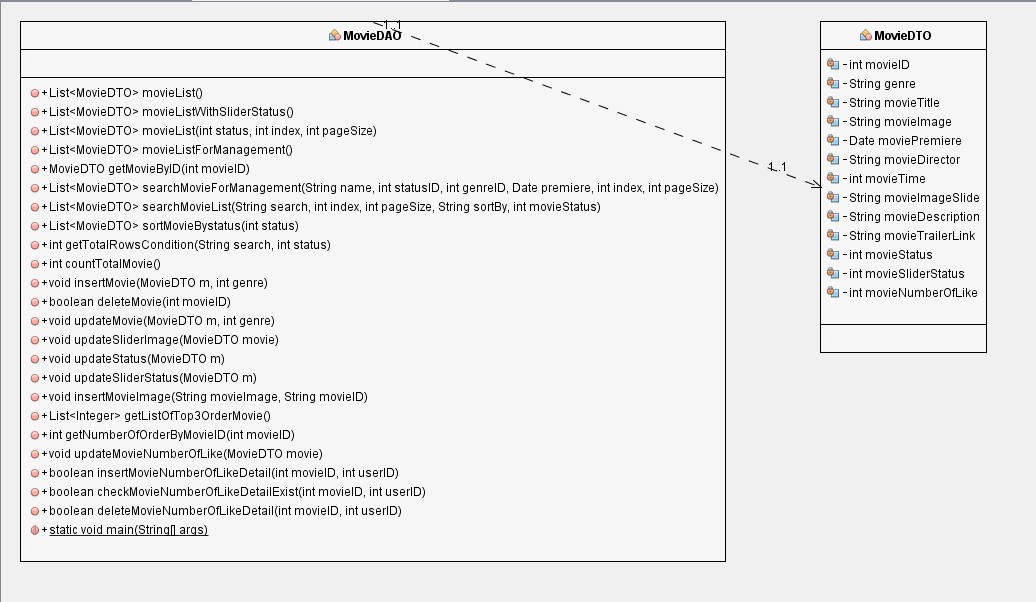 1..1
MovieDAO
+ List<MovieDTO> movieList()
+ List<MovieDTO> movieListWithSliderStatus()
+ List<MovieDTO> movieList(int status, int index, int pageSize)
+ List<MovieDTO> movieListForManagement()
+ MovieDTO getMovieByID(int movieID)
+ List<MovieDTO> searchMovieForManagement(String name, int statusID, int genreID, Date premiere, int index, int pageSize)
+ List<MovieDTO> searchMovieList(String search, int index, int pageSize, String sortBy, int movieStatus)
+ List<MovieDTO> sortMovieBystatus(int status)
+ int getTotalRowsCondition(String search, int status)
+ int countTotalMovie()
+ void insertMovie(MovieDTO m, int genre)
+ boolean deleteMovie(int movieID)
+ void updateMovie(MovieDTO m, int genre)
+ void updateSliderImage(MovieDTO movie)
+ void updateStatus(MovieDTO m)
+ void updateSliderStatus(MovieDTO m)
+ void insertMovieImage(String movieImage, String movieID)
+ List<Integer> getListOfTop3OrderMovie()
+ int getNumberOfOrderByMovieID(int movieID)
+ void updateMovieNumberOfLike(MovieDTO movie)
+ boolean insertMovieNumberOfLikeDetail(int movieID, int userID)
+ boolean checkMovieNumberOfLikeDetailExist(int movieID, int userID)
+ boolean deleteMovieNumberOfLikeDetail(int movieID, int userID)
+ static void main(String[] args)
1..1
MovieDTO
- int movieID
- String genre
- String movieTitle
- String movieImage
- Date moviePremiere
- String movieDirector
- int movieTime
- String movieImageSlide
- String movieDescription
- String movieTrailerLink
- int movieStatus
- int movieSliderStatus
- int movieNumberOfLike